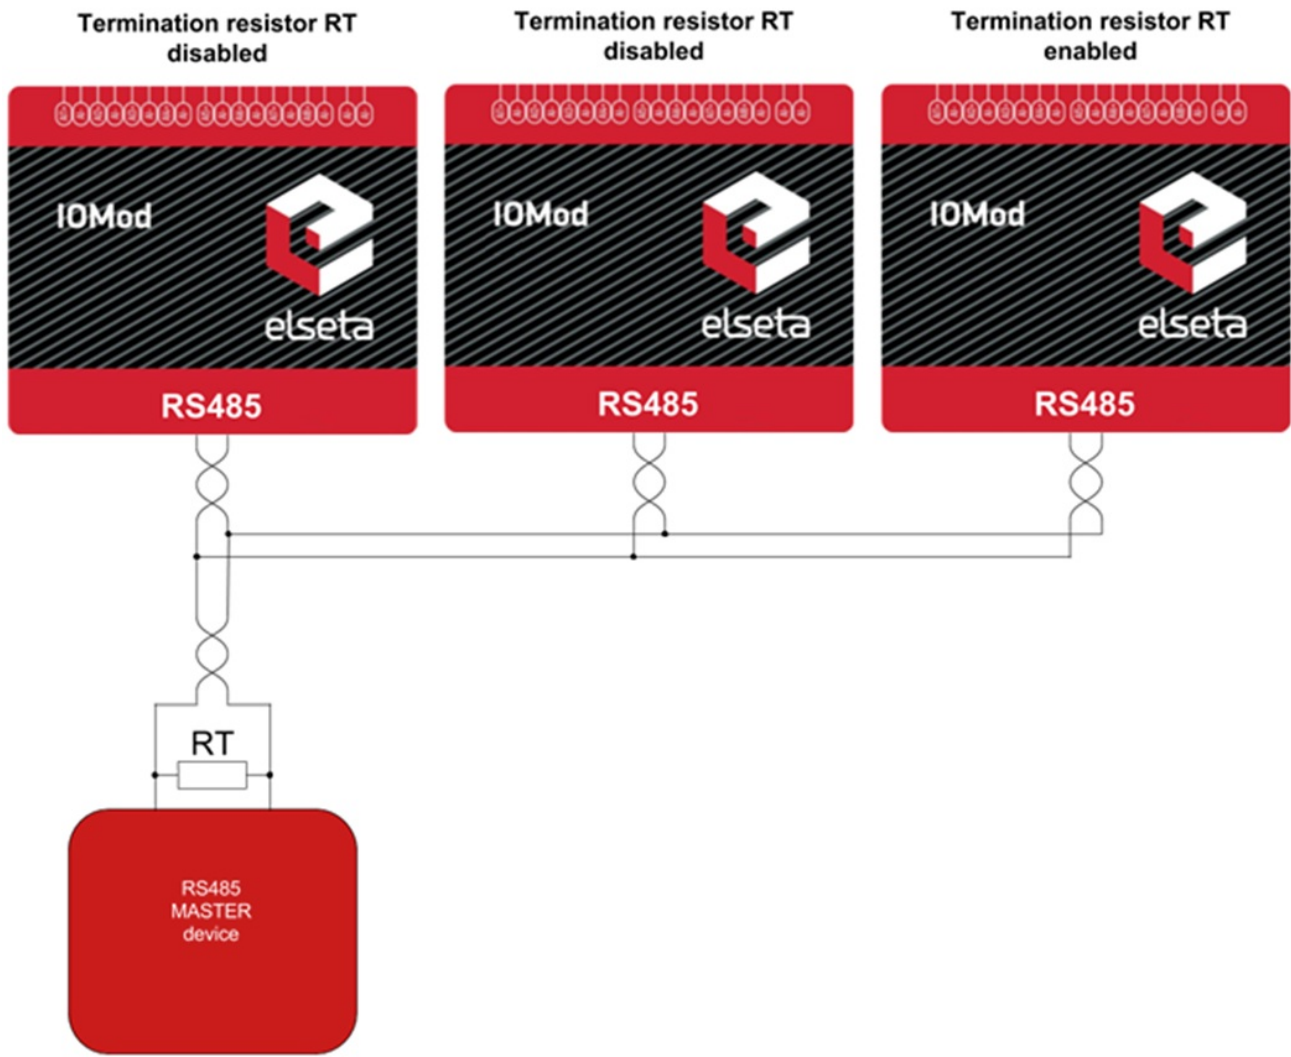 Termination resistor RT
disabled
Termination resistor RT
disabled
Termination resistor RT
enabled
IOMod
elseta
RS485
IOMod
elseta
RS485
IOMod
elseta
RS485
RT
RS485
MASTER
device